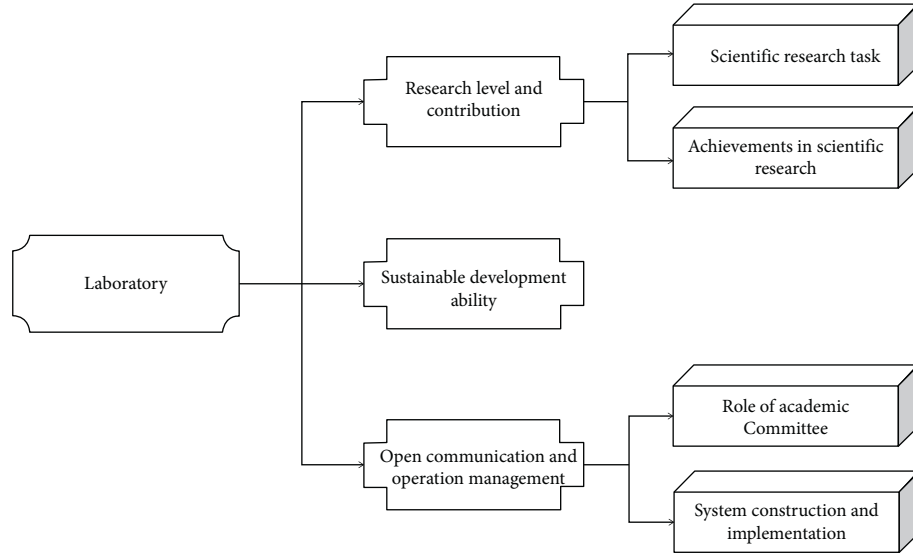 Scientific research task
Research level and
contribution
Achievements in scientific
research
Laboratory
Sustainable development
ability
Role of academic
Committee
Open communication and
operation management
System construction and
implementation